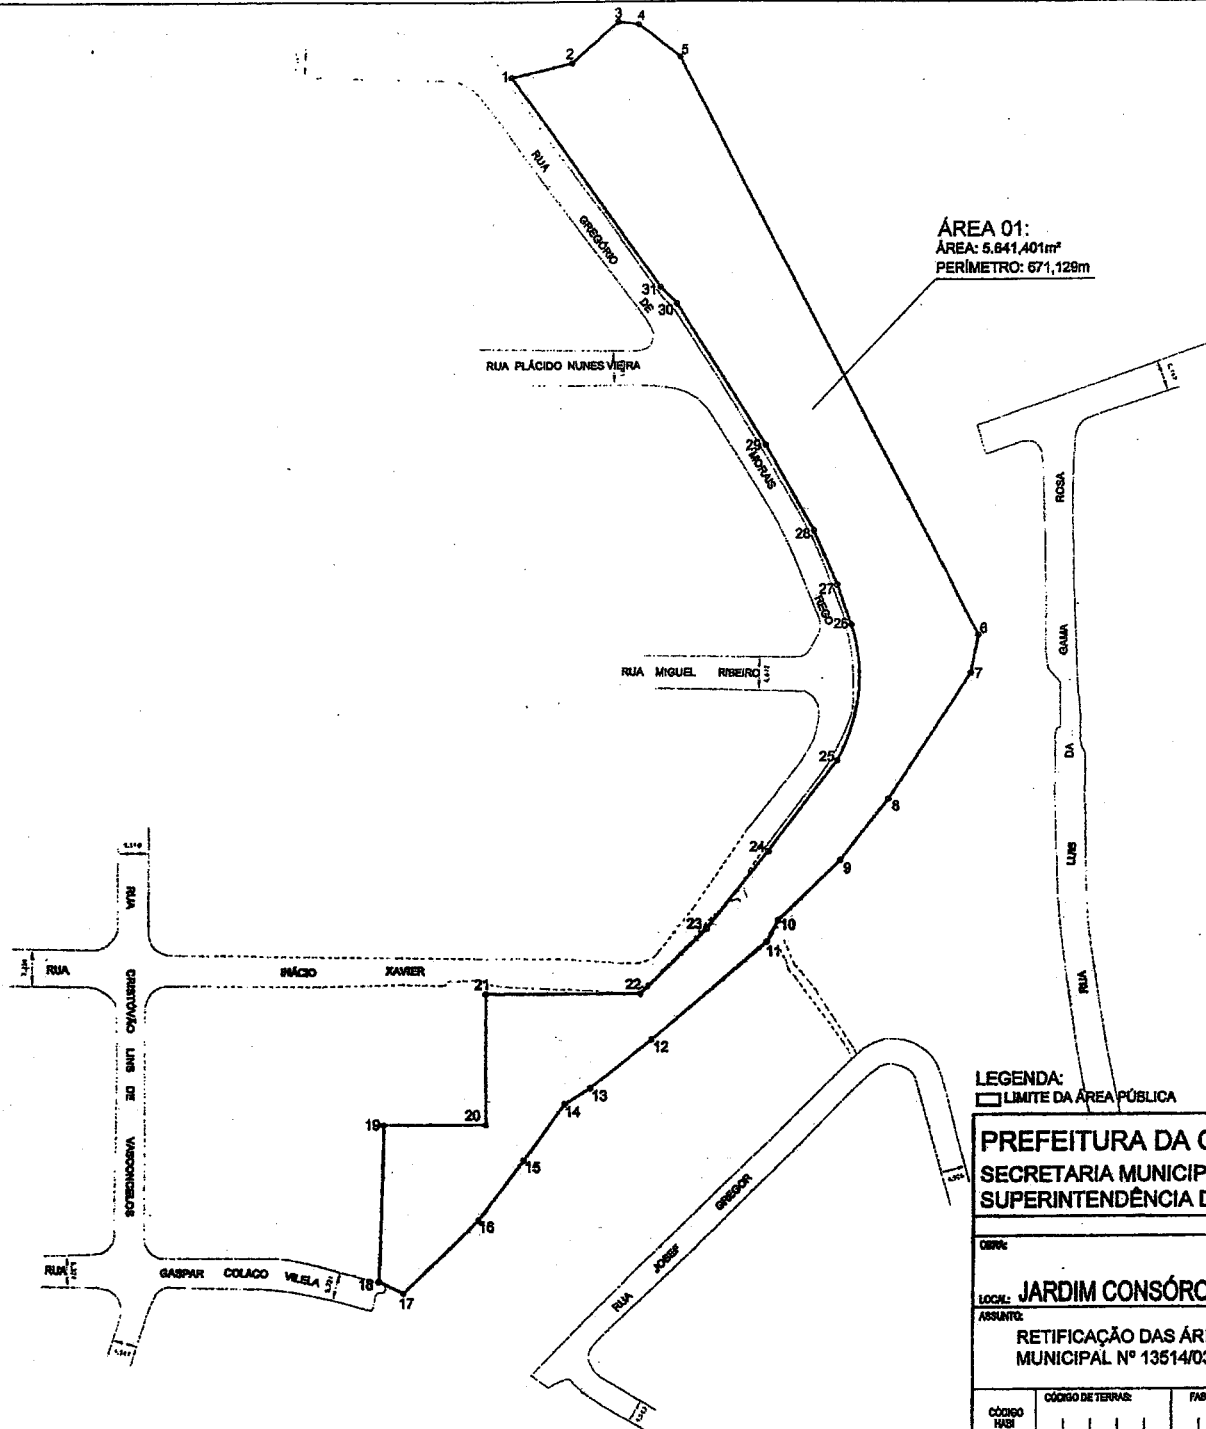 1
2
3
4
5
RUA
GREGÓRIO
DE
MORAIS
REGO
ÁREA 01:
ÁREA: 5.641,401m²
PERÍMETRO: 671,129m
31
30
RUA PLÁCIDO NUNES VIEIRA
29
28
27
26
6
7
RUA MIGUEL RIBEIRO
25
8
24
9
23
10
11
ROSA
GAMA
DA
LUIS
RUA
RUA
CRISTÓVÃO LINS DE VASCONCELOS
RUA INÁCIO XAVIER
21
22
12
13
14
19
20
15
16
RUA GASPAR COLAÇO VILELA
18
17
RUA JOSEF GREGOR
LEGENDA:
LIMITE DA ÁREA PÚBLICA
PREFEITURA DA C
SECRETARIA MUNICIP
SUPERINTENDÊNCIA D
OBRA:
LOCAL: JARDIM CONSÓRC
ASSUNTO:
RETIFICAÇÃO DAS ÁR
MUNICIPAL Nº 13514/03
CÓDIGO HABI
CÓDIGO DE TERRAS: